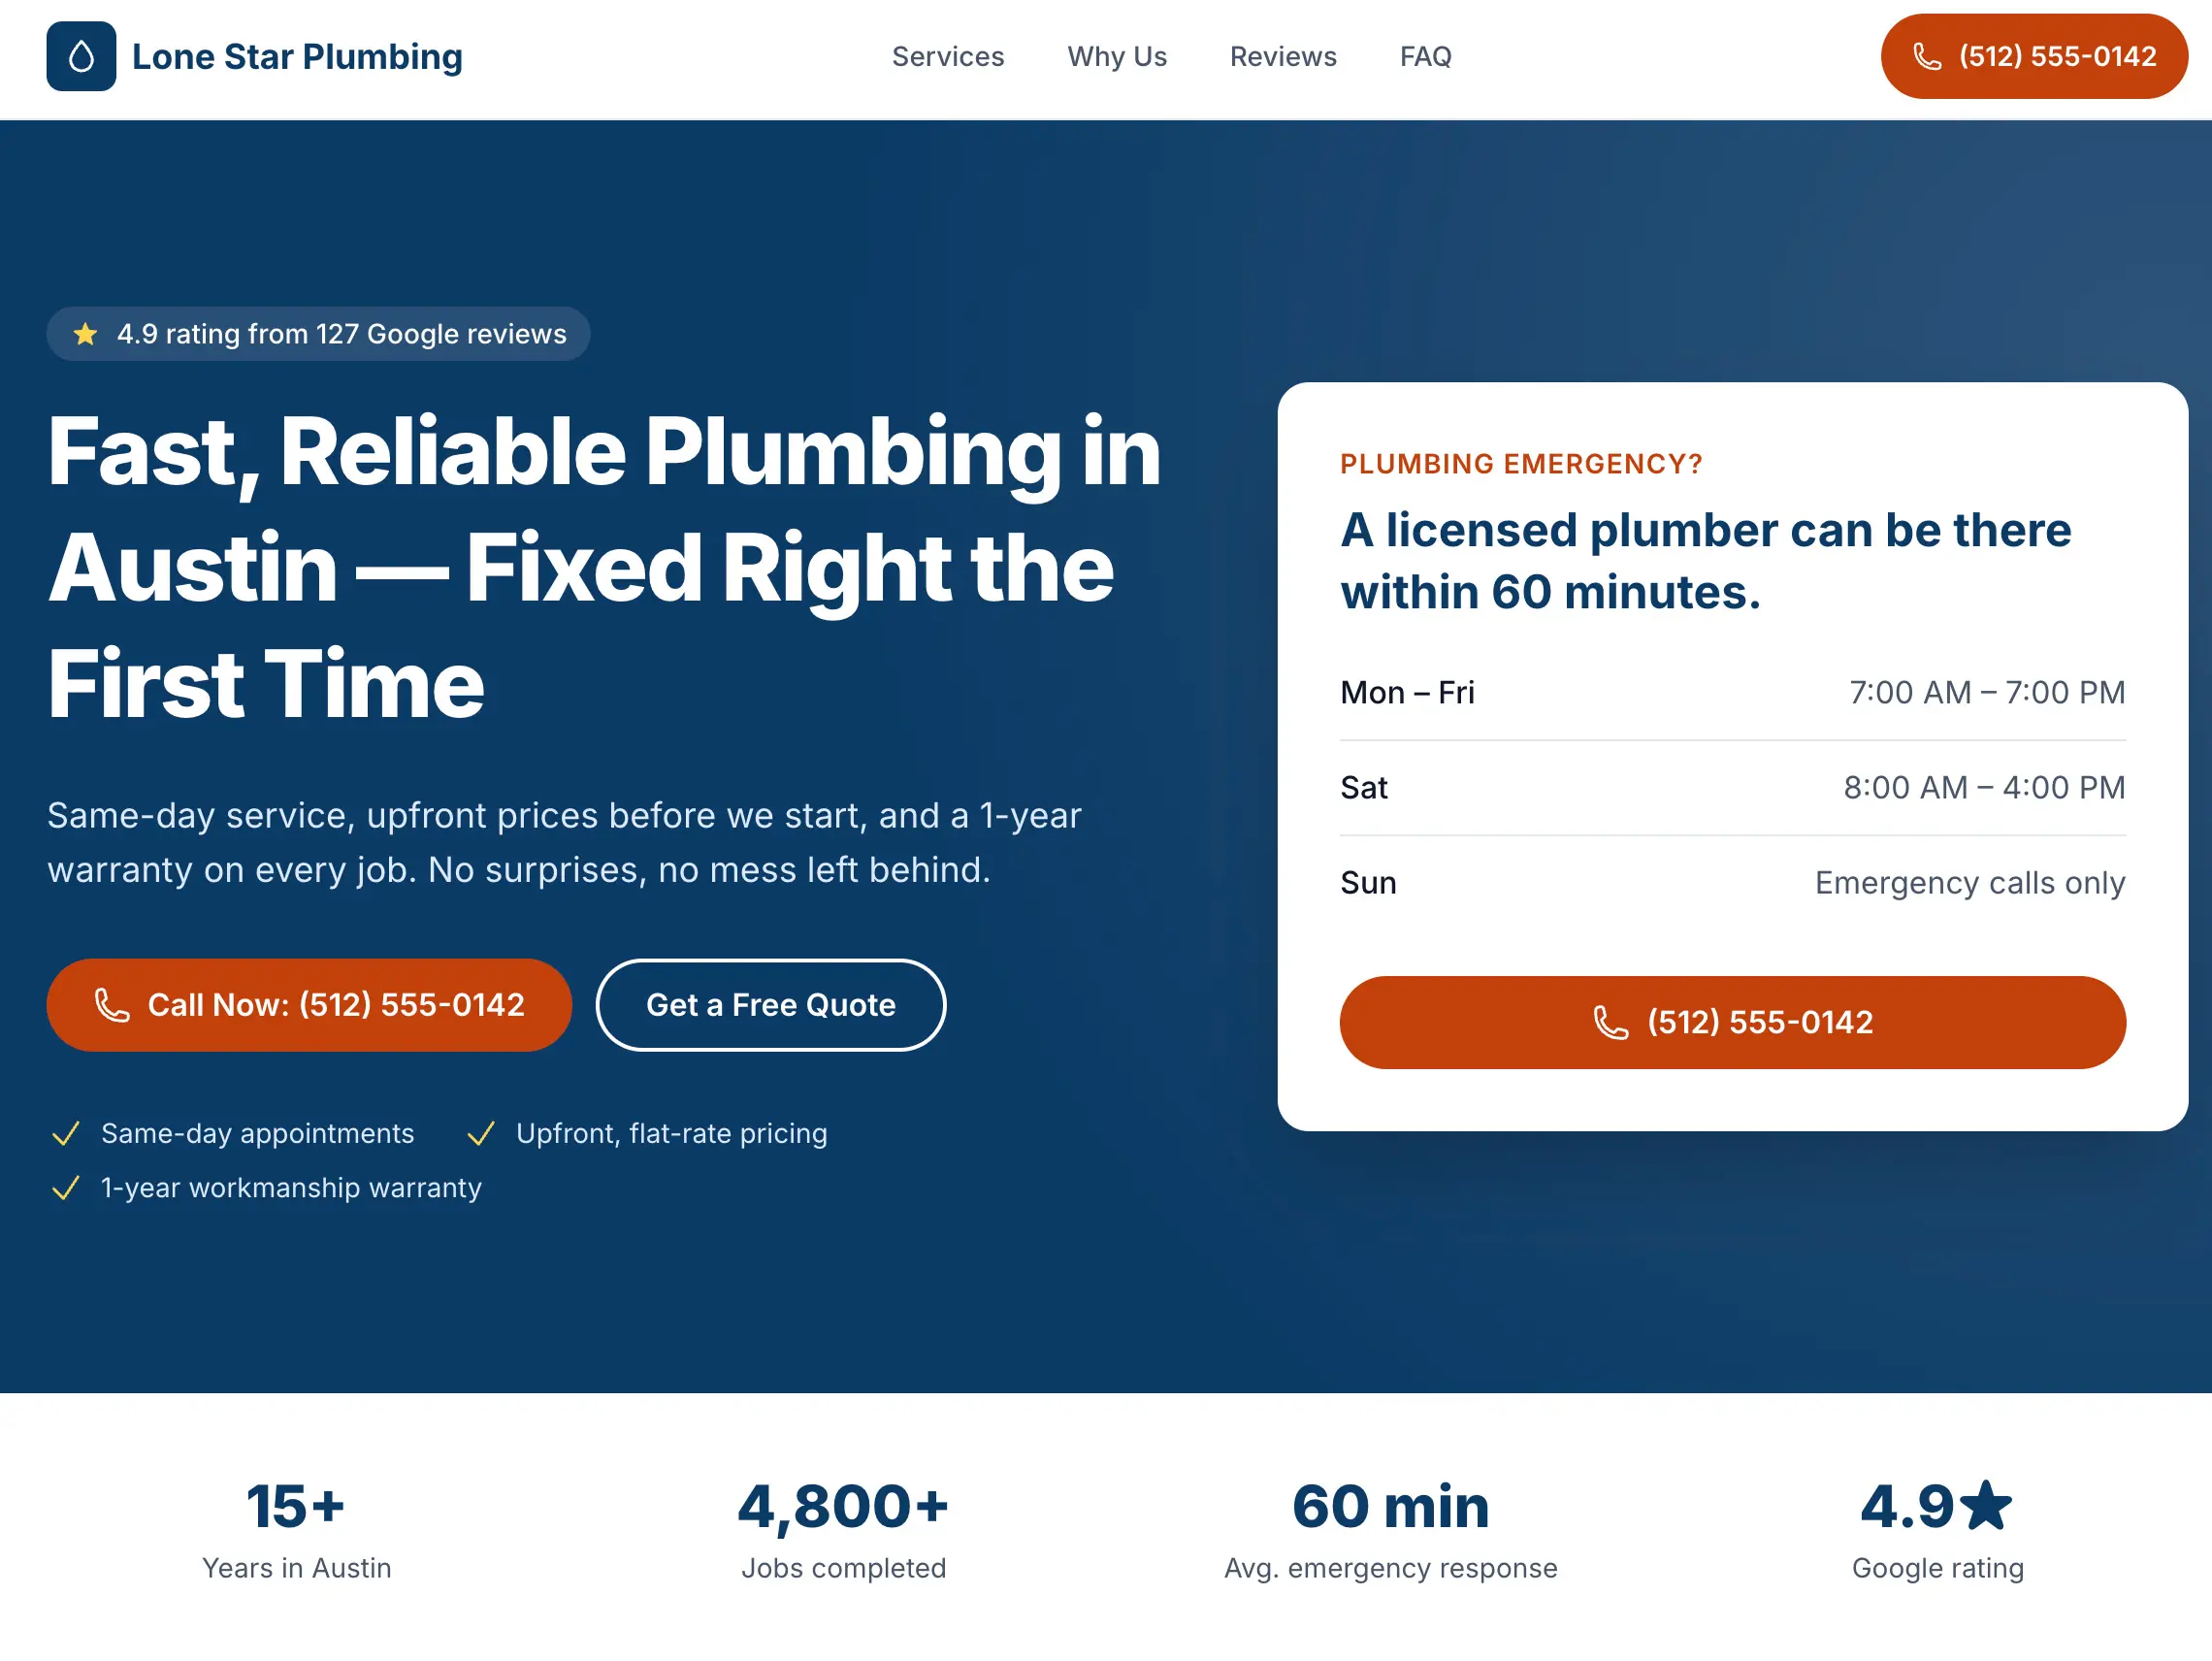 Lone Star Plumbing
Services
Why Us
Reviews
FAQ
(512) 555-0142
4.9 rating from 127 Google reviews
Fast, Reliable Plumbing in
Austin — Fixed Right the
First Time
Same-day service, upfront prices before we start, and a 1-year
warranty on every job. No surprises, no mess left behind.
Call Now: (512) 555-0142
Get a Free Quote
Same-day appointments
Upfront, flat-rate pricing
1-year workmanship warranty
PLUMBING EMERGENCY?
A licensed plumber can be there
within 60 minutes.
Mon – Fri 7:00 AM – 7:00 PM
Sat 8:00 AM – 4:00 PM
Sun Emergency calls only
(512) 555-0142
15+
Years in Austin
4,800+
Jobs completed
60 min
Avg. emergency response
4.9★
Google rating